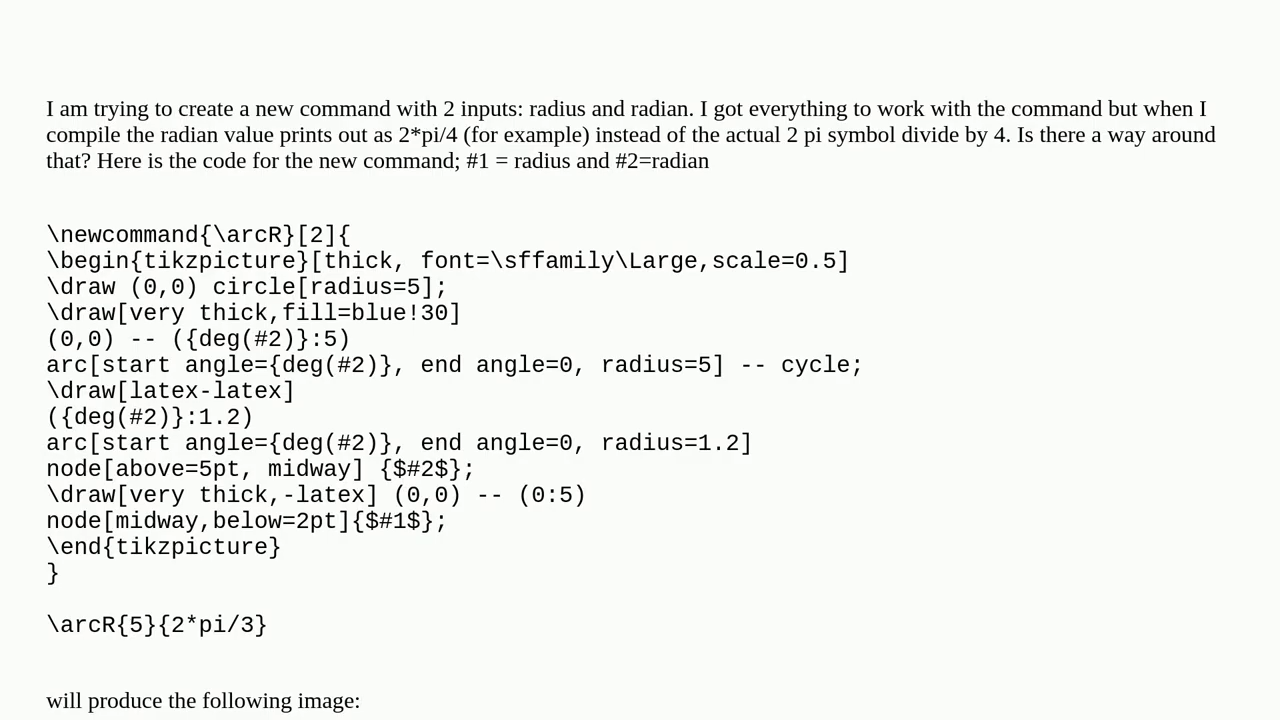 I am trying to create a new command with 2 inputs: radius and radian. I got everything to work with the command but when I
compile the radian value prints out as 2*pi/4 (for example) instead of the actual 2 pi symbol divide by 4. Is there a way around
that? Here is the code for the new command; #1 = radius and #2=radian
\newcommand{\arcR}[2]{
\begin{tikzpicture}[thick, font=\sffamily\Large,scale=0.5]
\draw (0,0) circle[radius=5];
\draw[very thick,fill=blue!30]
(0,0) -- ({deg(#2)}:5)
arc[start angle={deg(#2)}, end angle=0, radius=5] -- cycle;
\draw[latex-latex]
({deg(#2)}:1.2)
arc[start angle={deg(#2)}, end angle=0, radius=1.2]
node[above=5pt, midway] {$#2$};
\draw[very thick,-latex] (0,0) -- (0:5)
node[midway,below=2pt]{$#1$};
\end{tikzpicture}
}
\arcR{5}{2*pi/3}
will produce the following image: